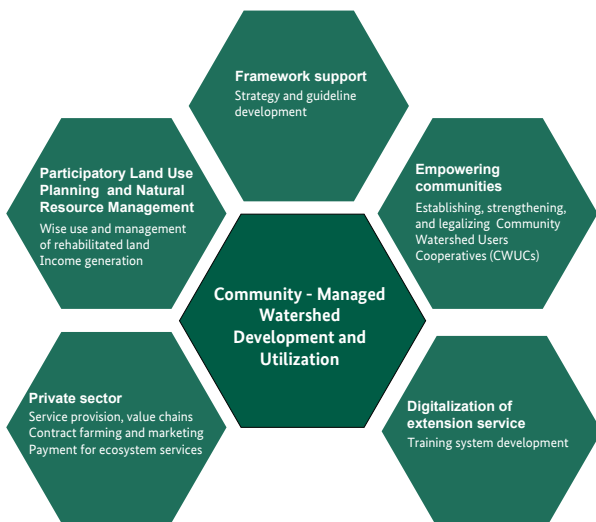 Framework support
Strategy and guideline
development
Participatory Land Use
Planning and Natural
Resource Management
Wise use and management
of rehabilitated land
Income generation
Empowering
communities
Establishing, strengthening,
and legalizing Community
Watershed Users
Cooperatives (CWUCs)
Community - Managed
Watershed
Development and
Utilization
Private sector
Service provision, value chains
Contract farming and marketing
Payment for ecosystem services
Digitalization of
extension service
Training system development